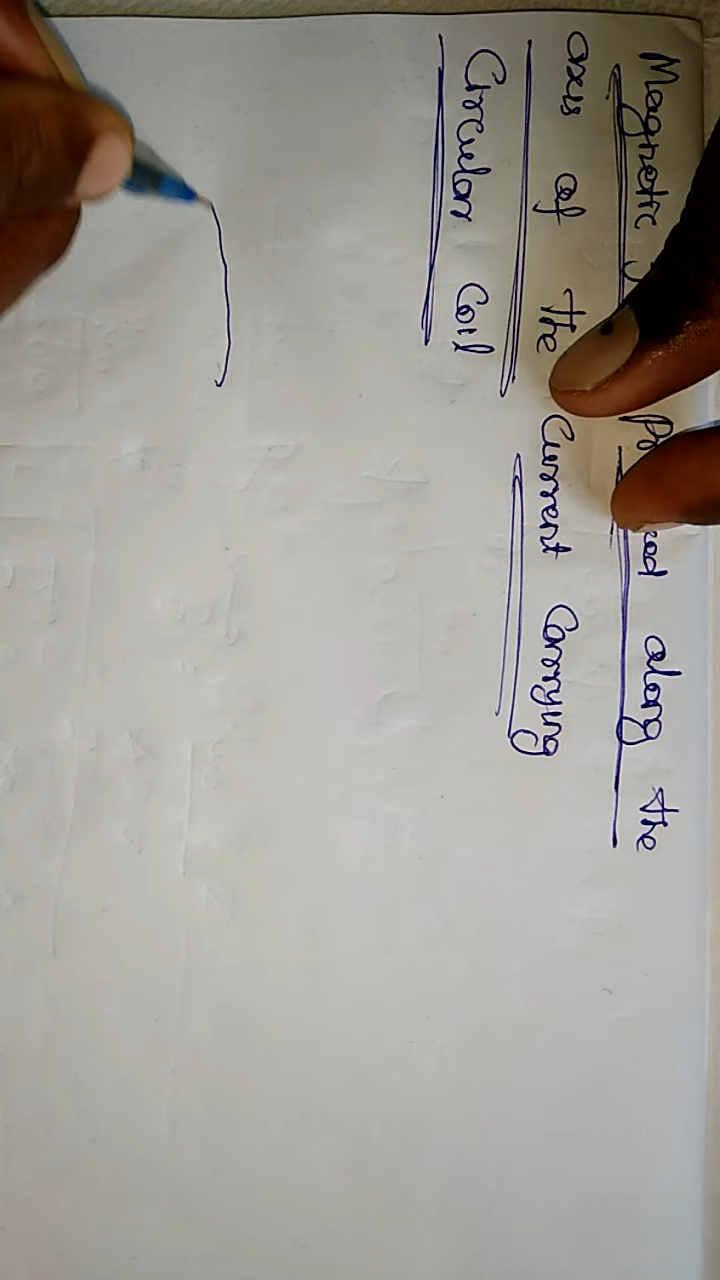 Magnetic along the
axis of the Current Carrying
Circular Coil